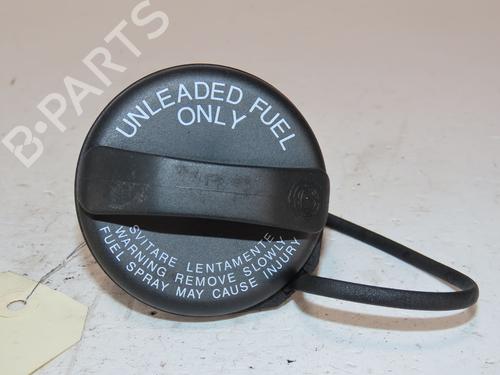 B-PARTS
UNLEADED FUEL
ONLY
SVITARE LENTAMENTE
WARNING REMOVE SLOWLY
FUEL SPRAY MAY CAUSE INJURY